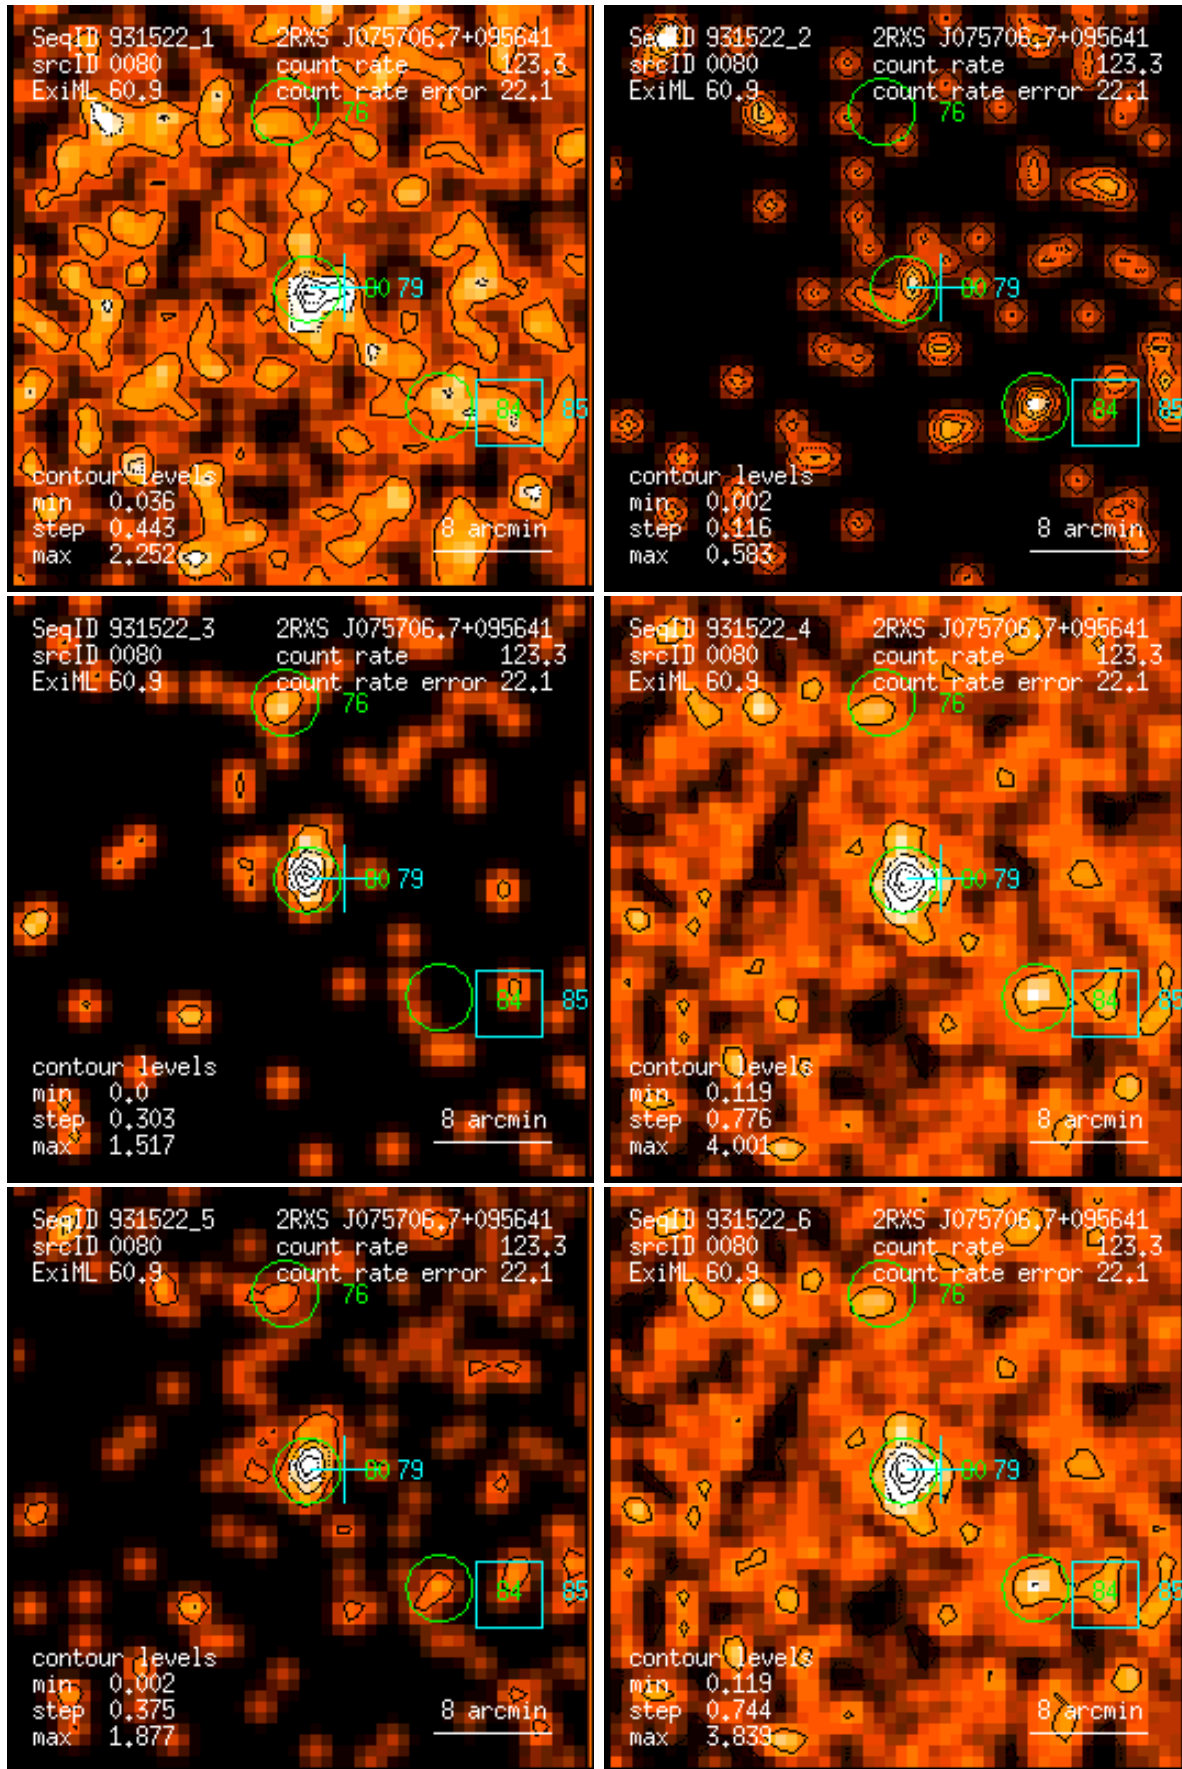 SeqID 931522_1 2RXS J075706.7+095641
srcID 0080 count rate 123.3
ExiML 60.9 count rate error 22.1
76
80 79
84 85
contour levels
min 0.036
step 0.443 8 arcmin
max 2.252
SeqID 931522_2 2RXS J075706.7+095641
srcID 0080 count rate 123.3
ExiML 60.9 count rate error 22.1
76
80 79
84 85
contour levels
min 0.002
step 0.116 8 arcmin
max 0.583
SeqID 931522_3 2RXS J075706.7+095641
srcID 0080 count rate 123.3
ExiML 60.9 count rate error 22.1
76
80 79
84 85
contour levels
min 0.0
step 0.303 8 arcmin
max 1.517
SeqID 931522_4 2RXS J075706.7+095641
srcID 0080 count rate 123.3
ExiML 60.9 count rate error 22.1
76
80 79
84 85
contour levels
min 0.119
step 0.776 8 arcmin
max 4.001
SeqID 931522_5 2RXS J075706.7+095641
srcID 0080 count rate 123.3
ExiML 60.9 count rate error 22.1
76
80 79
84 85
contour levels
min 0.002
step 0.375 8 arcmin
max 1.877
SeqID 931522_6 2RXS J075706.7+095641
srcID 0080 count rate 123.3
ExiML 60.9 count rate error 22.1
76
80 79
84 85
contour levels
min 0.119
step 0.744 8 arcmin
max 3.839